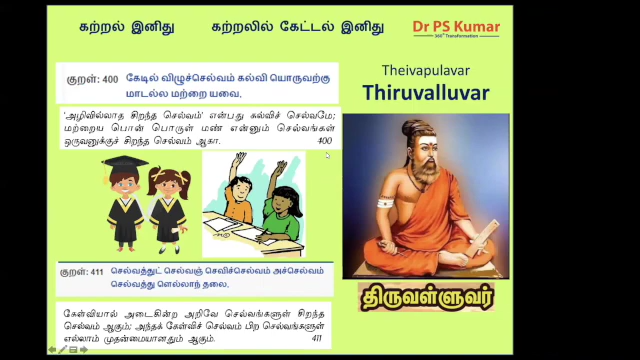 கற்றல் இனிது கற்றலில் கேட்டல் இனிது
Dr PS Kumar
360° Transformation
குறள்: 400 கேடில் விழுச்செல்வம் கல்வி யொருவற்கு
மாடல்ல மற்றை யவை.
'அழிவில்லாத சிறந்த செல்வம்' என்பது கல்விச் செல்வமே;
மற்றைய பொன் பொருள் மண் என்னும் செல்வங்கள்
ஒருவனுக்குச் சிறந்த செல்வம் ஆகா. 400
Theivapulavar
Thiruvalluvar
குறள்: 411 செல்வத்துட் செல்வஞ் செவிச்செல்வம் அச்செல்வம்
செல்வத்து ளெல்லாந் தலை.
கேள்வியால் அடைகின்ற அறிவே செல்வங்களுள் சிறந்த
செல்வம் ஆகும்; அந்தக் கேள்விச் செல்வம் பிற செல்வங்களுள்
எல்லாம் முதன்மையானதும் ஆகும். 411
திருவள்ளுவர்